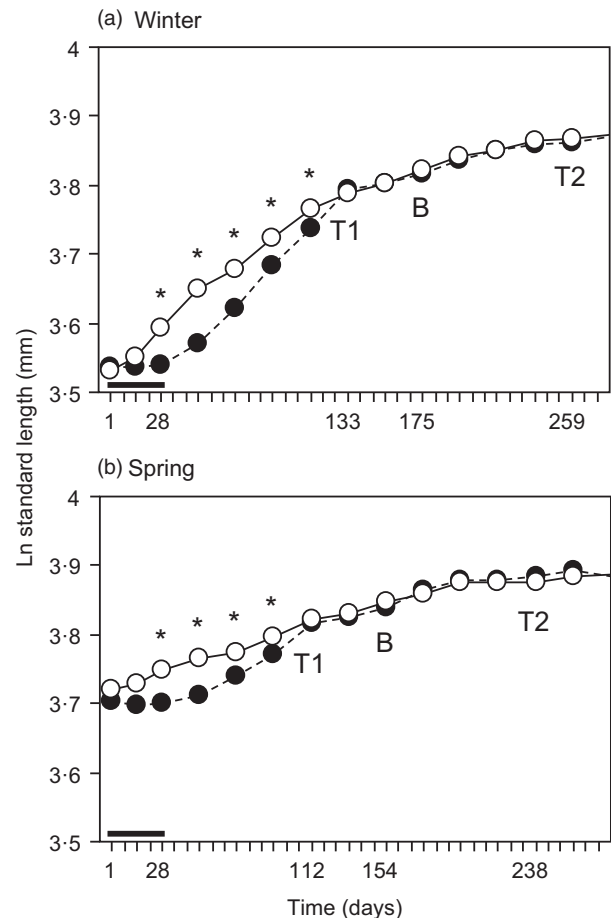 (a) Winter
4
3·9
3·8
3·7
3·6
3·5
* * * * * *
T1
B
T2
1 28 133 175 259
Ln standard length (mm)
(b) Spring
4
3·9
3·8
3·7
3·6
3·5
* * * *
T1
B
T2
1 28 112 154 238
Time (days)